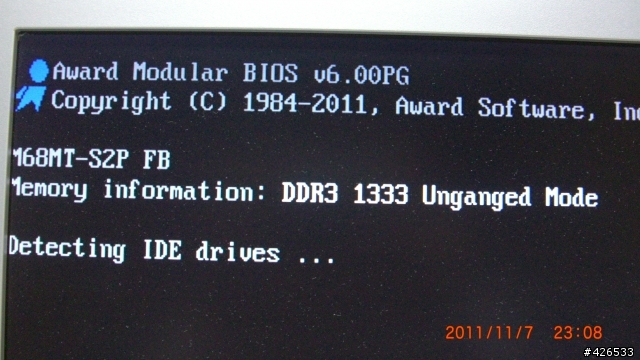 Award Modular BIOS v6.00PG
Copyright (C) 1984-2011, Award Software, Inc
M68MT-S2P FB
Memory information: DDR3 1333 Unganged Mode
Detecting IDE drives ...
2011/11/7 23:08
#426533